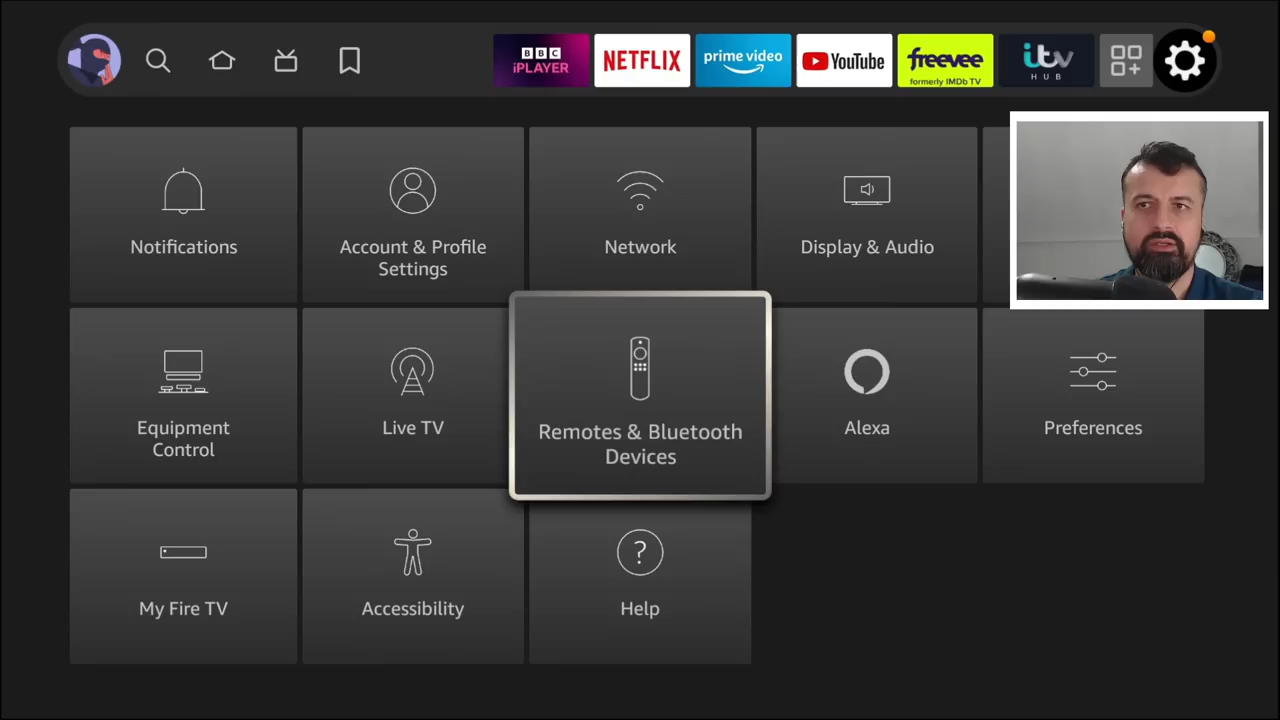 BBC
iPLAYER
NETFLIX
prime video
YouTube
freevee
formerly IMDb TV
itv
HUB
Notifications
Account & Profile
Settings
Network
Display & Audio
Equipment
Control
Live TV
Remotes & Bluetooth
Devices
Alexa
Preferences
My Fire TV
Accessibility
?
Help